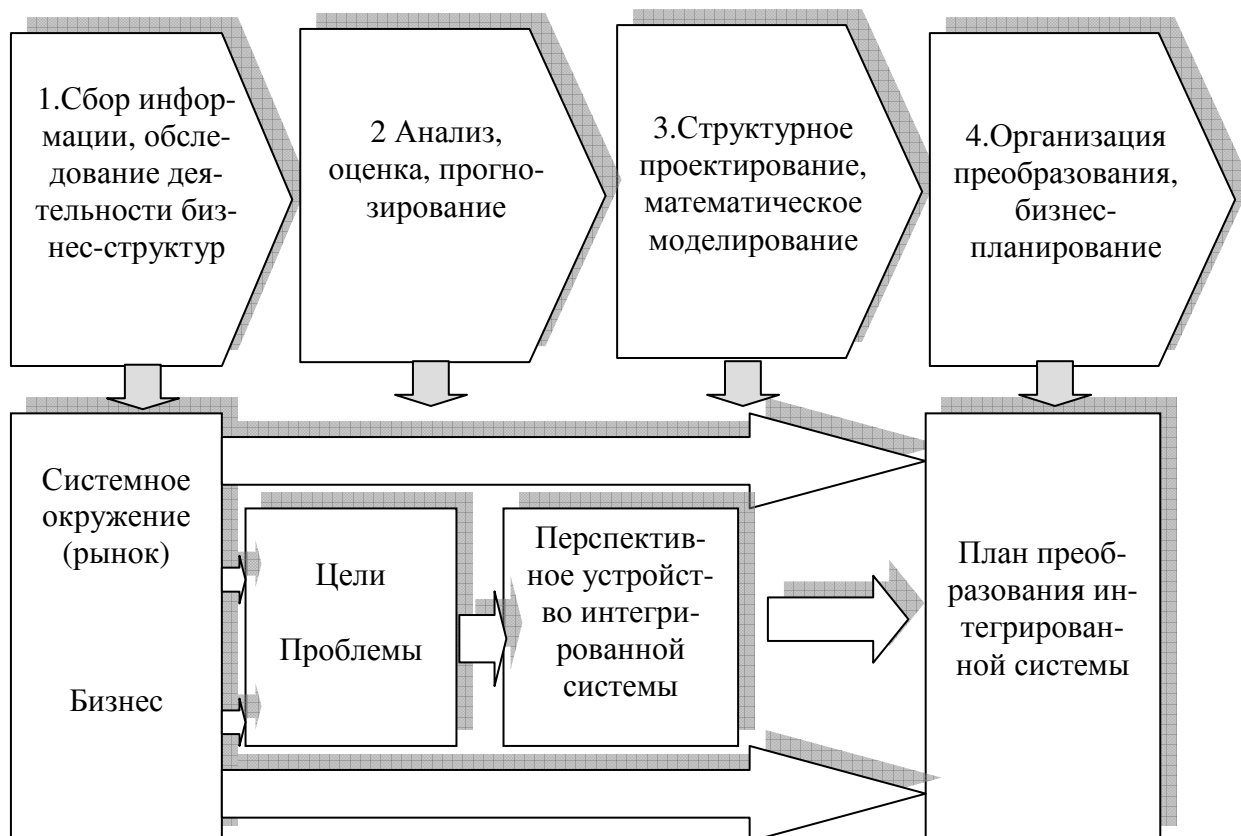 1.Сбор инфор-
мации, обсле-
дование дея-
тельности биз-
нес-структур
2 Анализ,
оценка, прогно-
зирование
3.Структурное
проектирование,
математическое
моделирование
4.Организация
преобразования,
бизнес-
планирование
Системное
окружение
(рынок)
Бизнес
Цели
Проблемы
Перспектив-
ное устройст-
во интегри-
рованной
системы
План преоб-
разования ин-
тегрирован-
ной системы